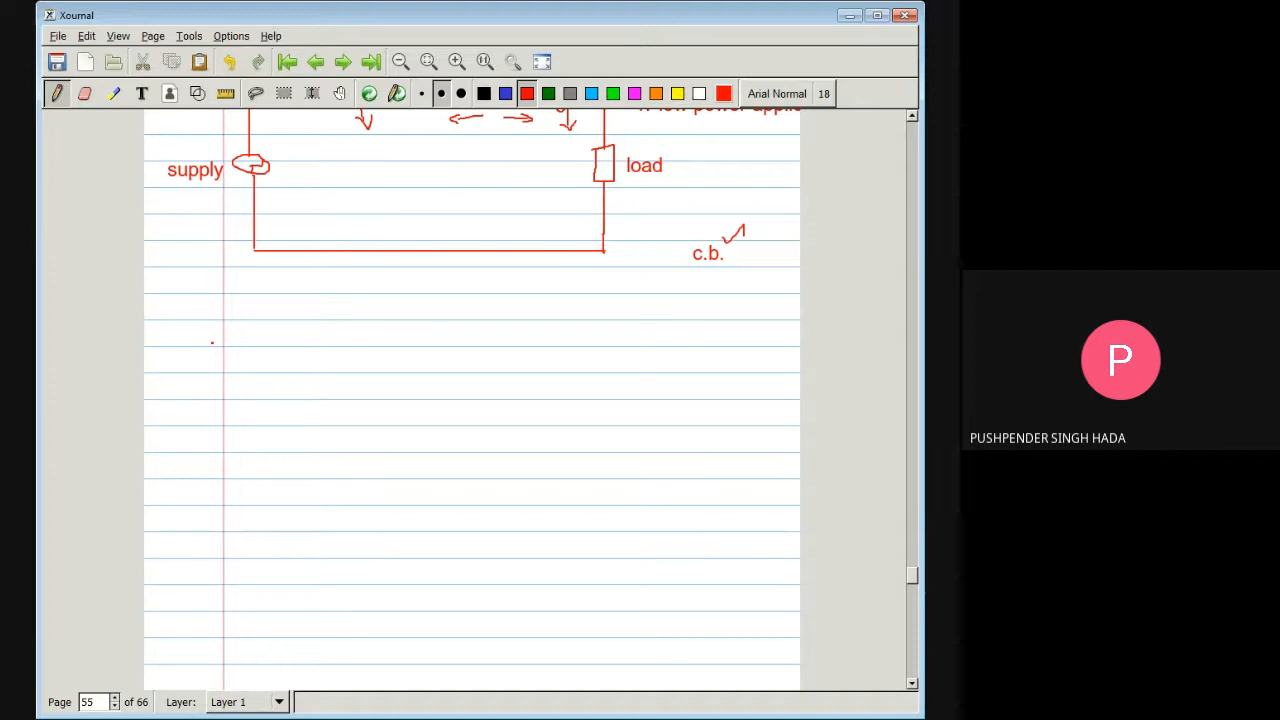 Xournal
File Edit View Page Tools Options Help
Arial Normal 18
supply
load
c.b.
P
PUSHPENDER SINGH HADA
Page 55 of 66 Layer: Layer 1